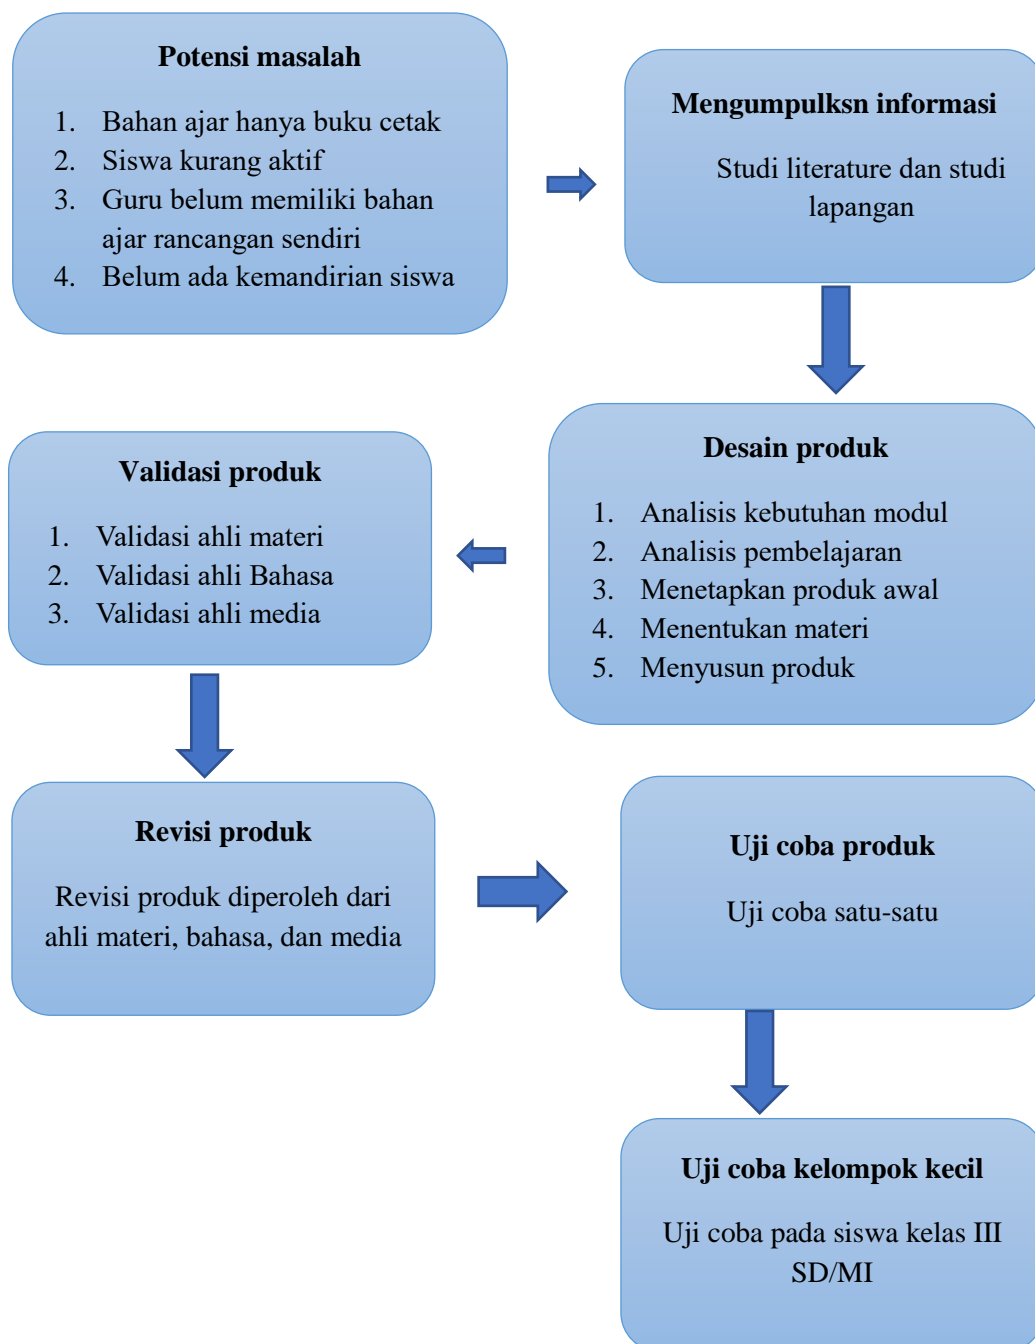 Potensi masalah
1. Bahan ajar hanya buku cetak
2. Siswa kurang aktif
3. Guru belum memiliki bahan
ajar rancangan sendiri
4. Belum ada kemandirian siswa
Mengumpulksn informasi
Studi literature dan studi
lapangan
Desain produk
1. Analisis kebutuhan modul
2. Analisis pembelajaran
3. Menetapkan produk awal
4. Menentukan materi
5. Menyusun produk
Validasi produk
1. Validasi ahli materi
2. Validasi ahli Bahasa
3. Validasi ahli media
Revisi produk
Revisi produk diperoleh dari
ahli materi, bahasa, dan media
Uji coba produk
Uji coba satu-satu
Uji coba kelompok kecil
Uji coba pada siswa kelas III
SD/MI